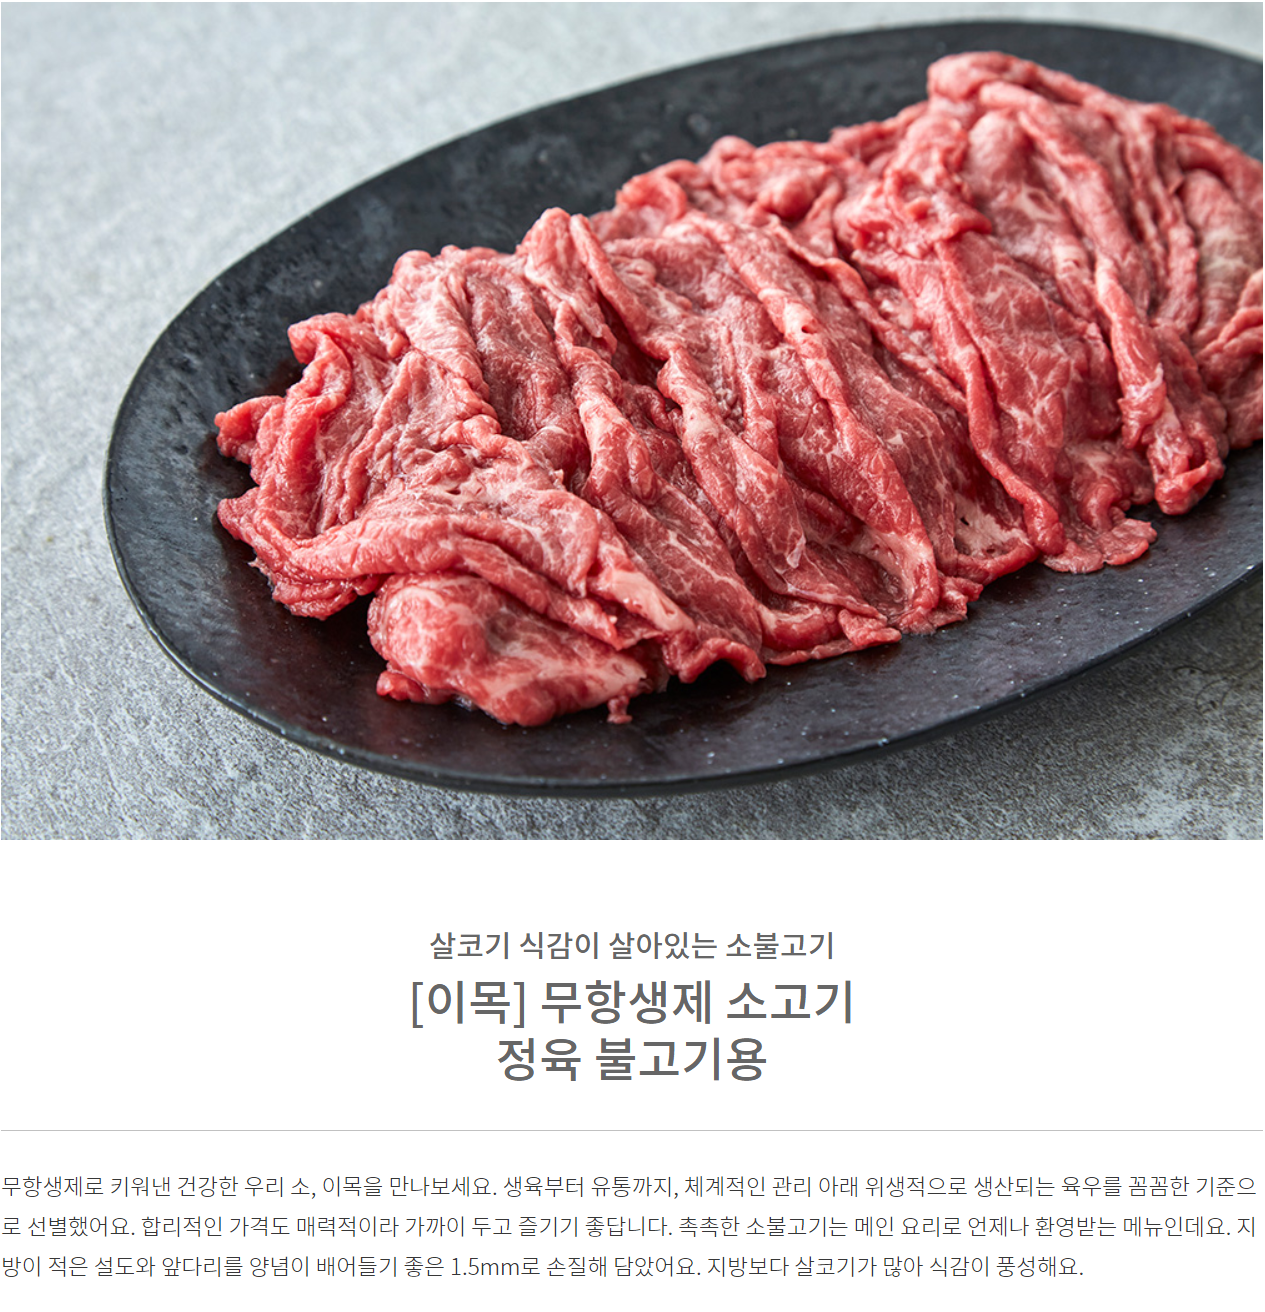 살코기 식감이 살아있는 소불고기
[이목] 무항생제 소고기
정육 불고기용
무항생제로 키워낸 건강한 우리 소, 이목을 만나보세요. 생육부터 유통까지, 체계적인 관리 아래 위생적으로 생산되는 육우를 꼼꼼한 기준으
로 선별했어요. 합리적인 가격도 매력적이라 가까이 두고 즐기기 좋답니다. 촉촉한 소불고기는 메인 요리로 언제나 환영받는 메뉴인데요. 지
방이 적은 설도와 앞다리를 양념이 배어들기 좋은 1.5mm로 손질해 담았어요. 지방보다 살코기가 많아 식감이 풍성해요.